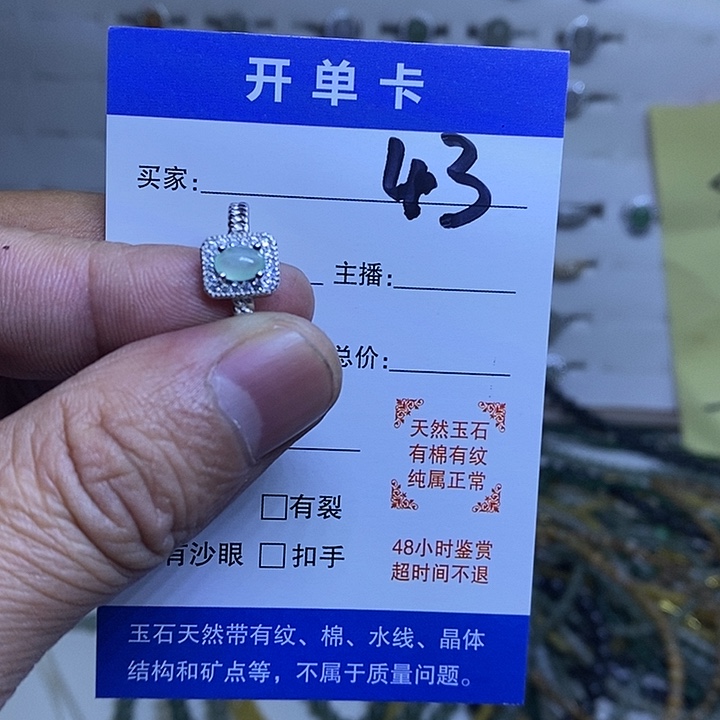 开单卡
买家: 43
主播:
总价:
天然玉石
有棉有纹
纯属正常
有裂
有沙眼 扣手
48小时鉴赏
超时间不退
玉石天然带有纹、棉、水线、晶体
结构和矿点等，不属于质量问题。